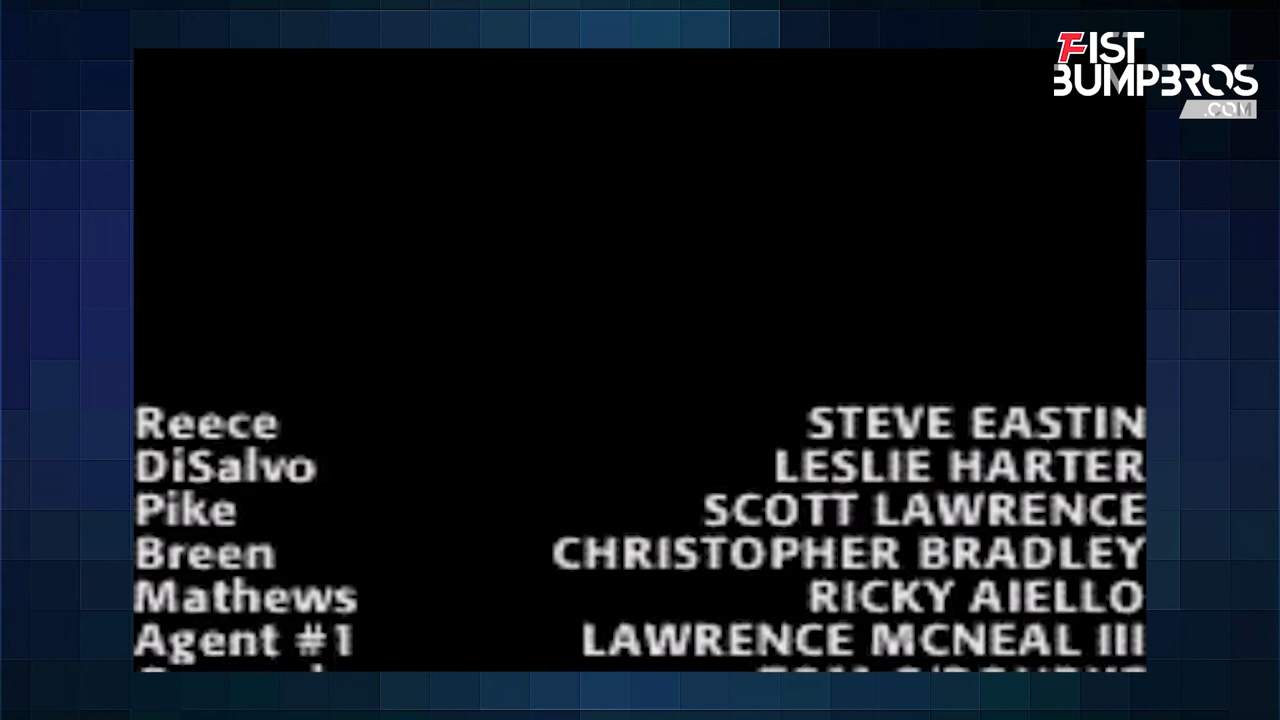 FIST
BUMPBROS
.COM
Reece STEVE EASTIN
DiSalvo LESLIE HARTER
Pike SCOTT LAWRENCE
Breen CHRISTOPHER BRADLEY
Mathews RICKY AIELLO
Agent #1 LAWRENCE MCNEAL III